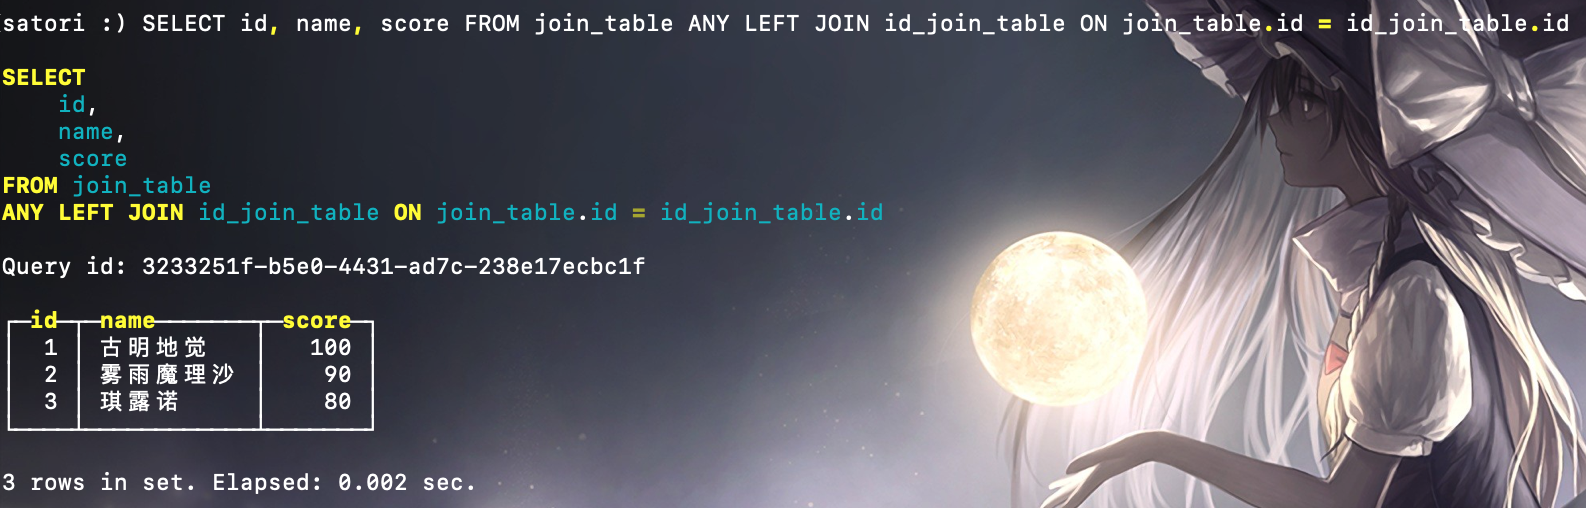 satori :) SELECT id, name, score FROM join_table ANY LEFT JOIN id_join_table ON join_table.id = id_join_table.id
SELECT
id,
name,
score
FROM join_table
ANY LEFT JOIN id_join_table ON join_table.id = id_join_table.id
Query id: 3233251f-b5e0-4431-ad7c-238e17ecbc1f
id name score
1 古明地觉 100
2 雾雨魔理沙 90
3 琪露诺 80
3 rows in set. Elapsed: 0.002 sec.